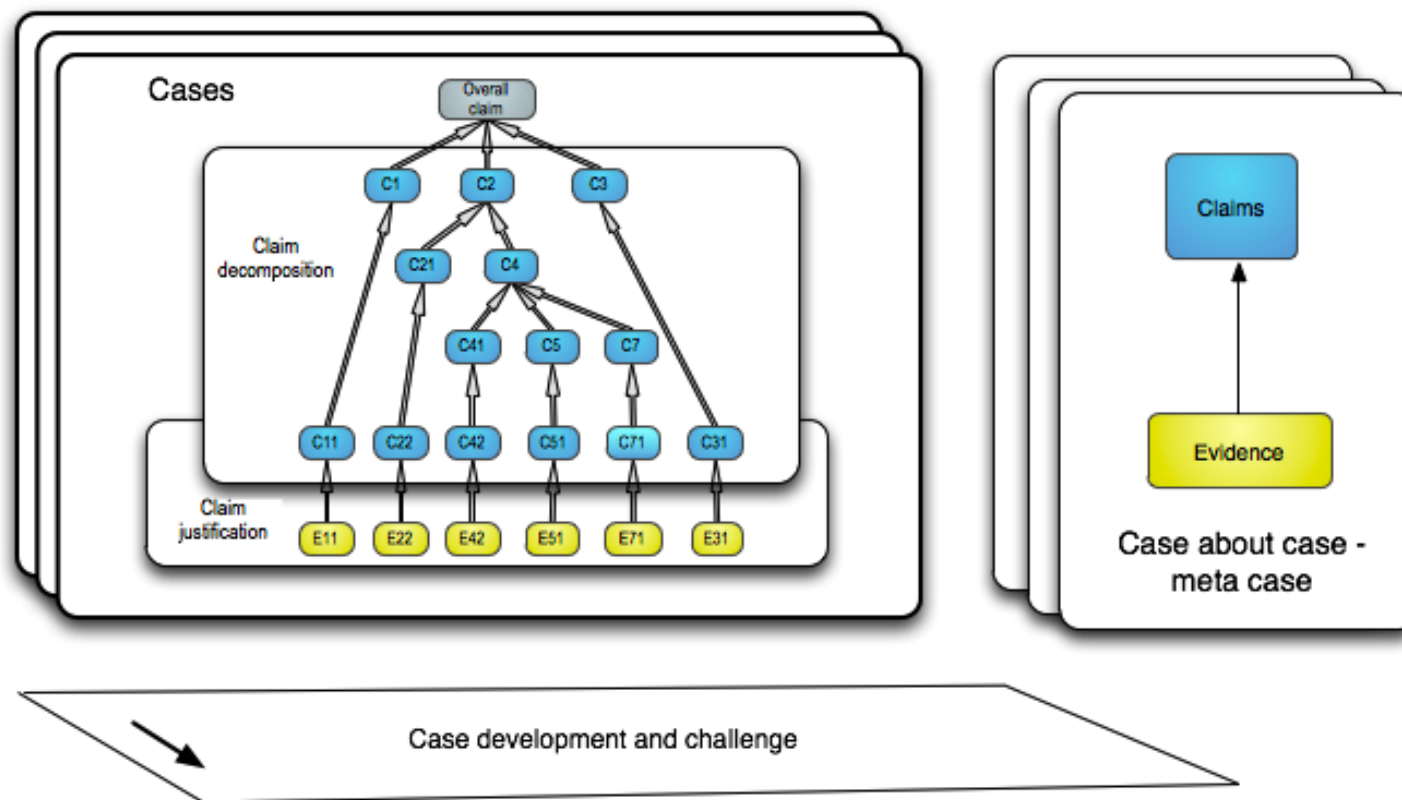 Cases
Overall
claim
C1
C2
C3
Claim
decomposition
C21
C4
C41
C5
C7
C11
C22
C42
C51
C71
C31
Claim
justification
E11
E22
E42
E51
E71
E31
Claims
Evidence
Case about case -
meta case
Case development and challenge